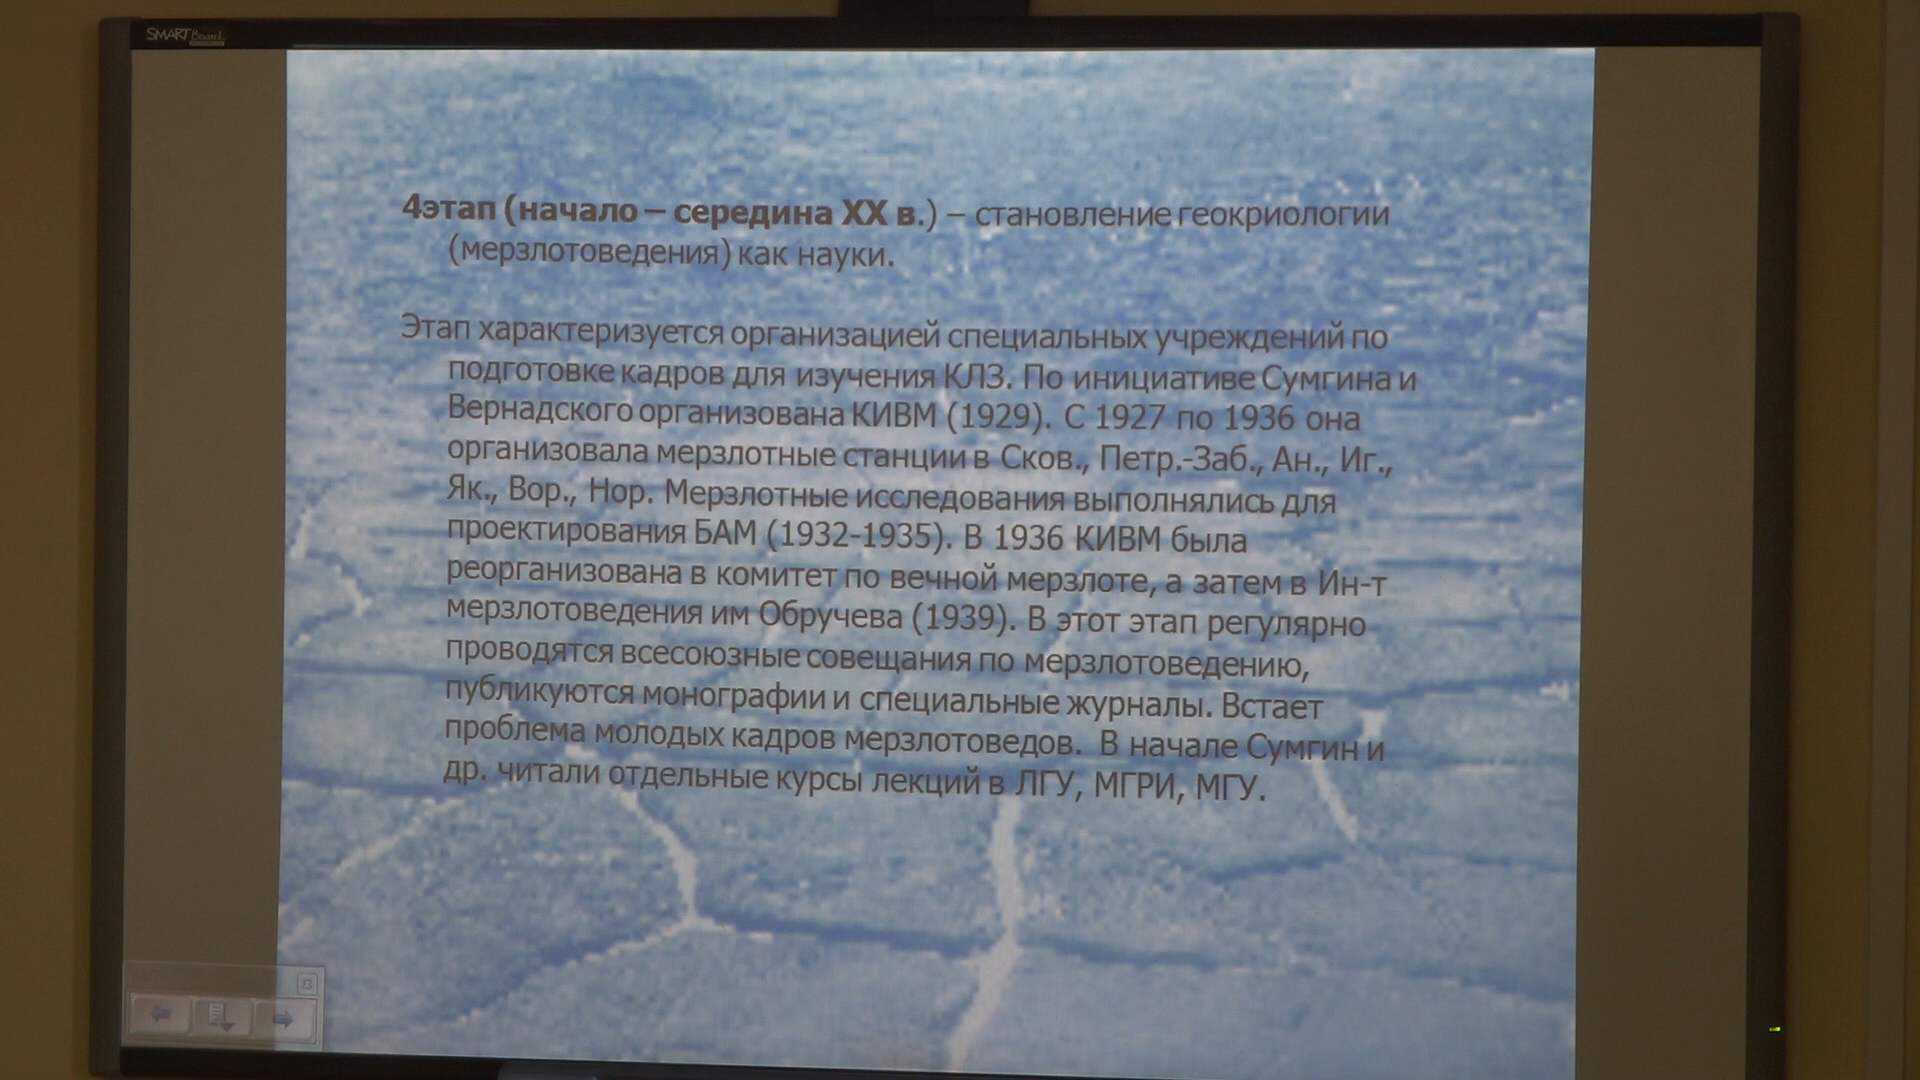 SMART Board
4этап (начало – середина XX в.) – становление геокриологии
(мерзлотоведения) как науки.
Этап характеризуется организацией специальных учреждений по
подготовке кадров для изучения КЛЗ. По инициативе Сумгина и
Вернадского организована КИВМ (1929). С 1927 по 1936 она
организовала мерзлотные станции в Сков., Петр.-Заб., Ан., Иг.,
Як., Вор., Нор. Мерзлотные исследования выполнялись для
проектирования БАМ (1932-1935). В 1936 КИВМ была
реорганизована в комитет по вечной мерзлоте, а затем в Ин-т
мерзлотоведения им Обручева (1939). В этот этап регулярно
проводятся всесоюзные совещания по мерзлотоведению,
публикуются монографии и специальные журналы. Встает
проблема молодых кадров мерзлотоведов. В начале Сумгин и
др. читали отдельные курсы лекций в ЛГУ, МГРИ, МГУ.